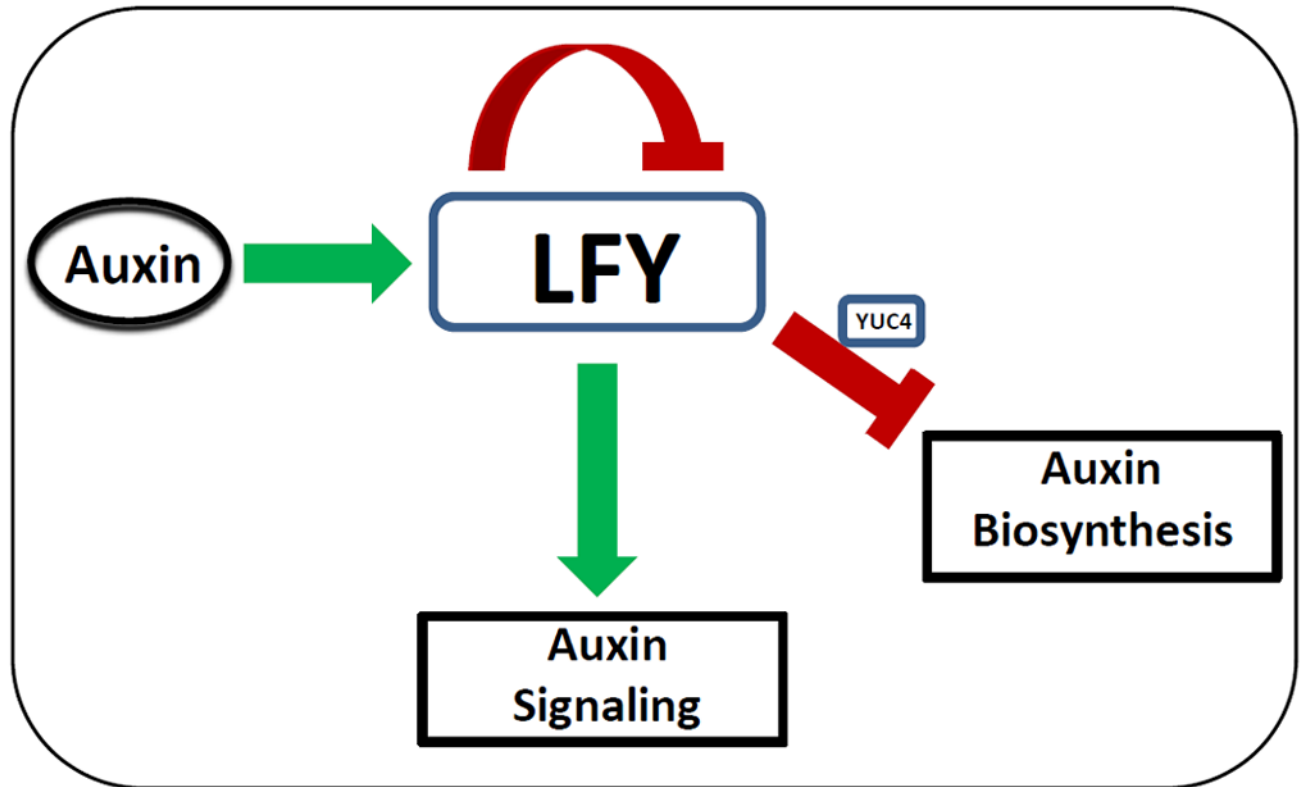 Auxin
LFY
YUC4
Auxin
Biosynthesis
Auxin
Signaling